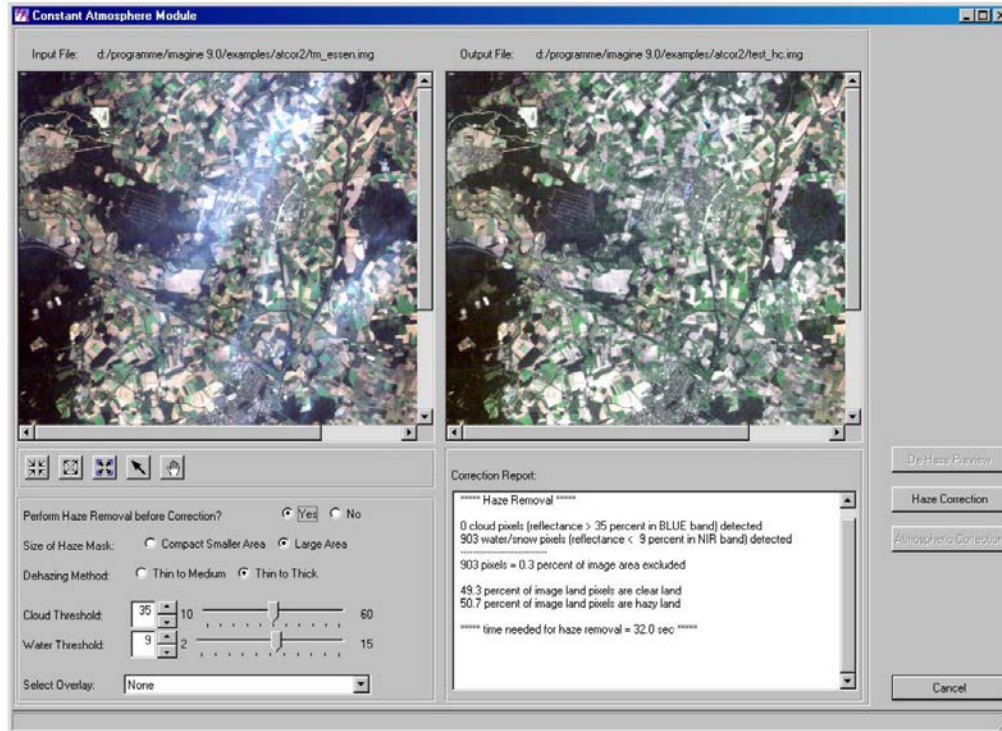 Constant Atmosphere Module
Input File: d:/programme/imagine 9.0/examples/atcor2/tm_essen.img
Output File: d:/programme/imagine 9.0/examples/atcor2/test_hc.img
Perform Haze Removal before Correction? Yes No
Size of Haze Mask: Compact Smaller Area Large Area
Dehazing Method: Thin to Medium Thin to Thick
Cloud Threshold: 35 10 60
Water Threshold: 9 2 15
Select Overlay: None
Correction Report:
***** Haze Removal *****
0 cloud pixels (reflectance > 35 percent in BLUE band) detected
903 water/snow pixels (reflectance < 9 percent in NIR band) detected
----------------------------
903 pixels = 0.3 percent of image area excluded
49.3 percent of image land pixels are clear land
50.7 percent of image land pixels are hazy land
***** time needed for haze removal = 32.0 sec *****
De-Haze Preview
Haze Correction
Atmospheric Correction
Cancel